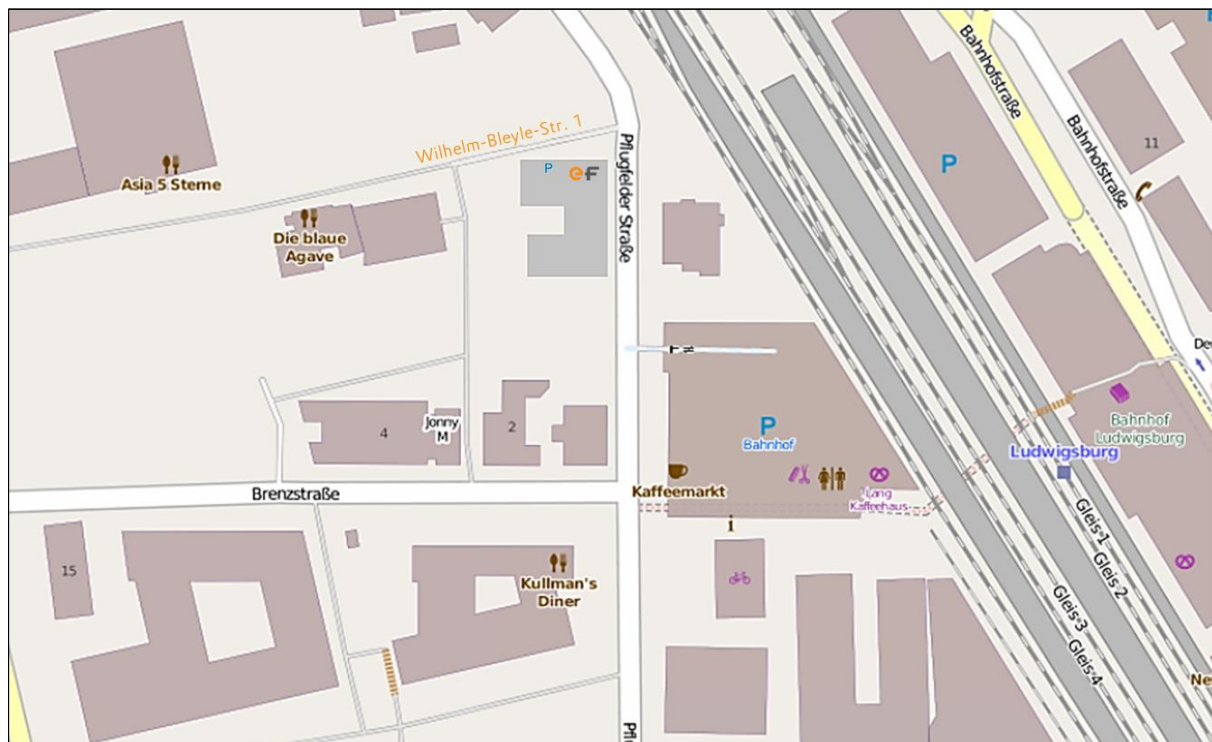 Bahnhofstraße
Bahnhofstraße
11
Wilhelm-Bleyle-Str. 1
Pflugfelder Straße
P
P
eF
Asia 5 Sterne
Die blaue
Agave
4
Jonny
M
2
P
Bahnhof
Bahnhof
Ludwigsburg
Ludwigsburg
Kaffeemarkt
Lang
Kaffeehaus
Brenzstraße
i
Gleis 1
Gleis 2
Gleis 3
Gleis 4
15
Kullman's
Diner